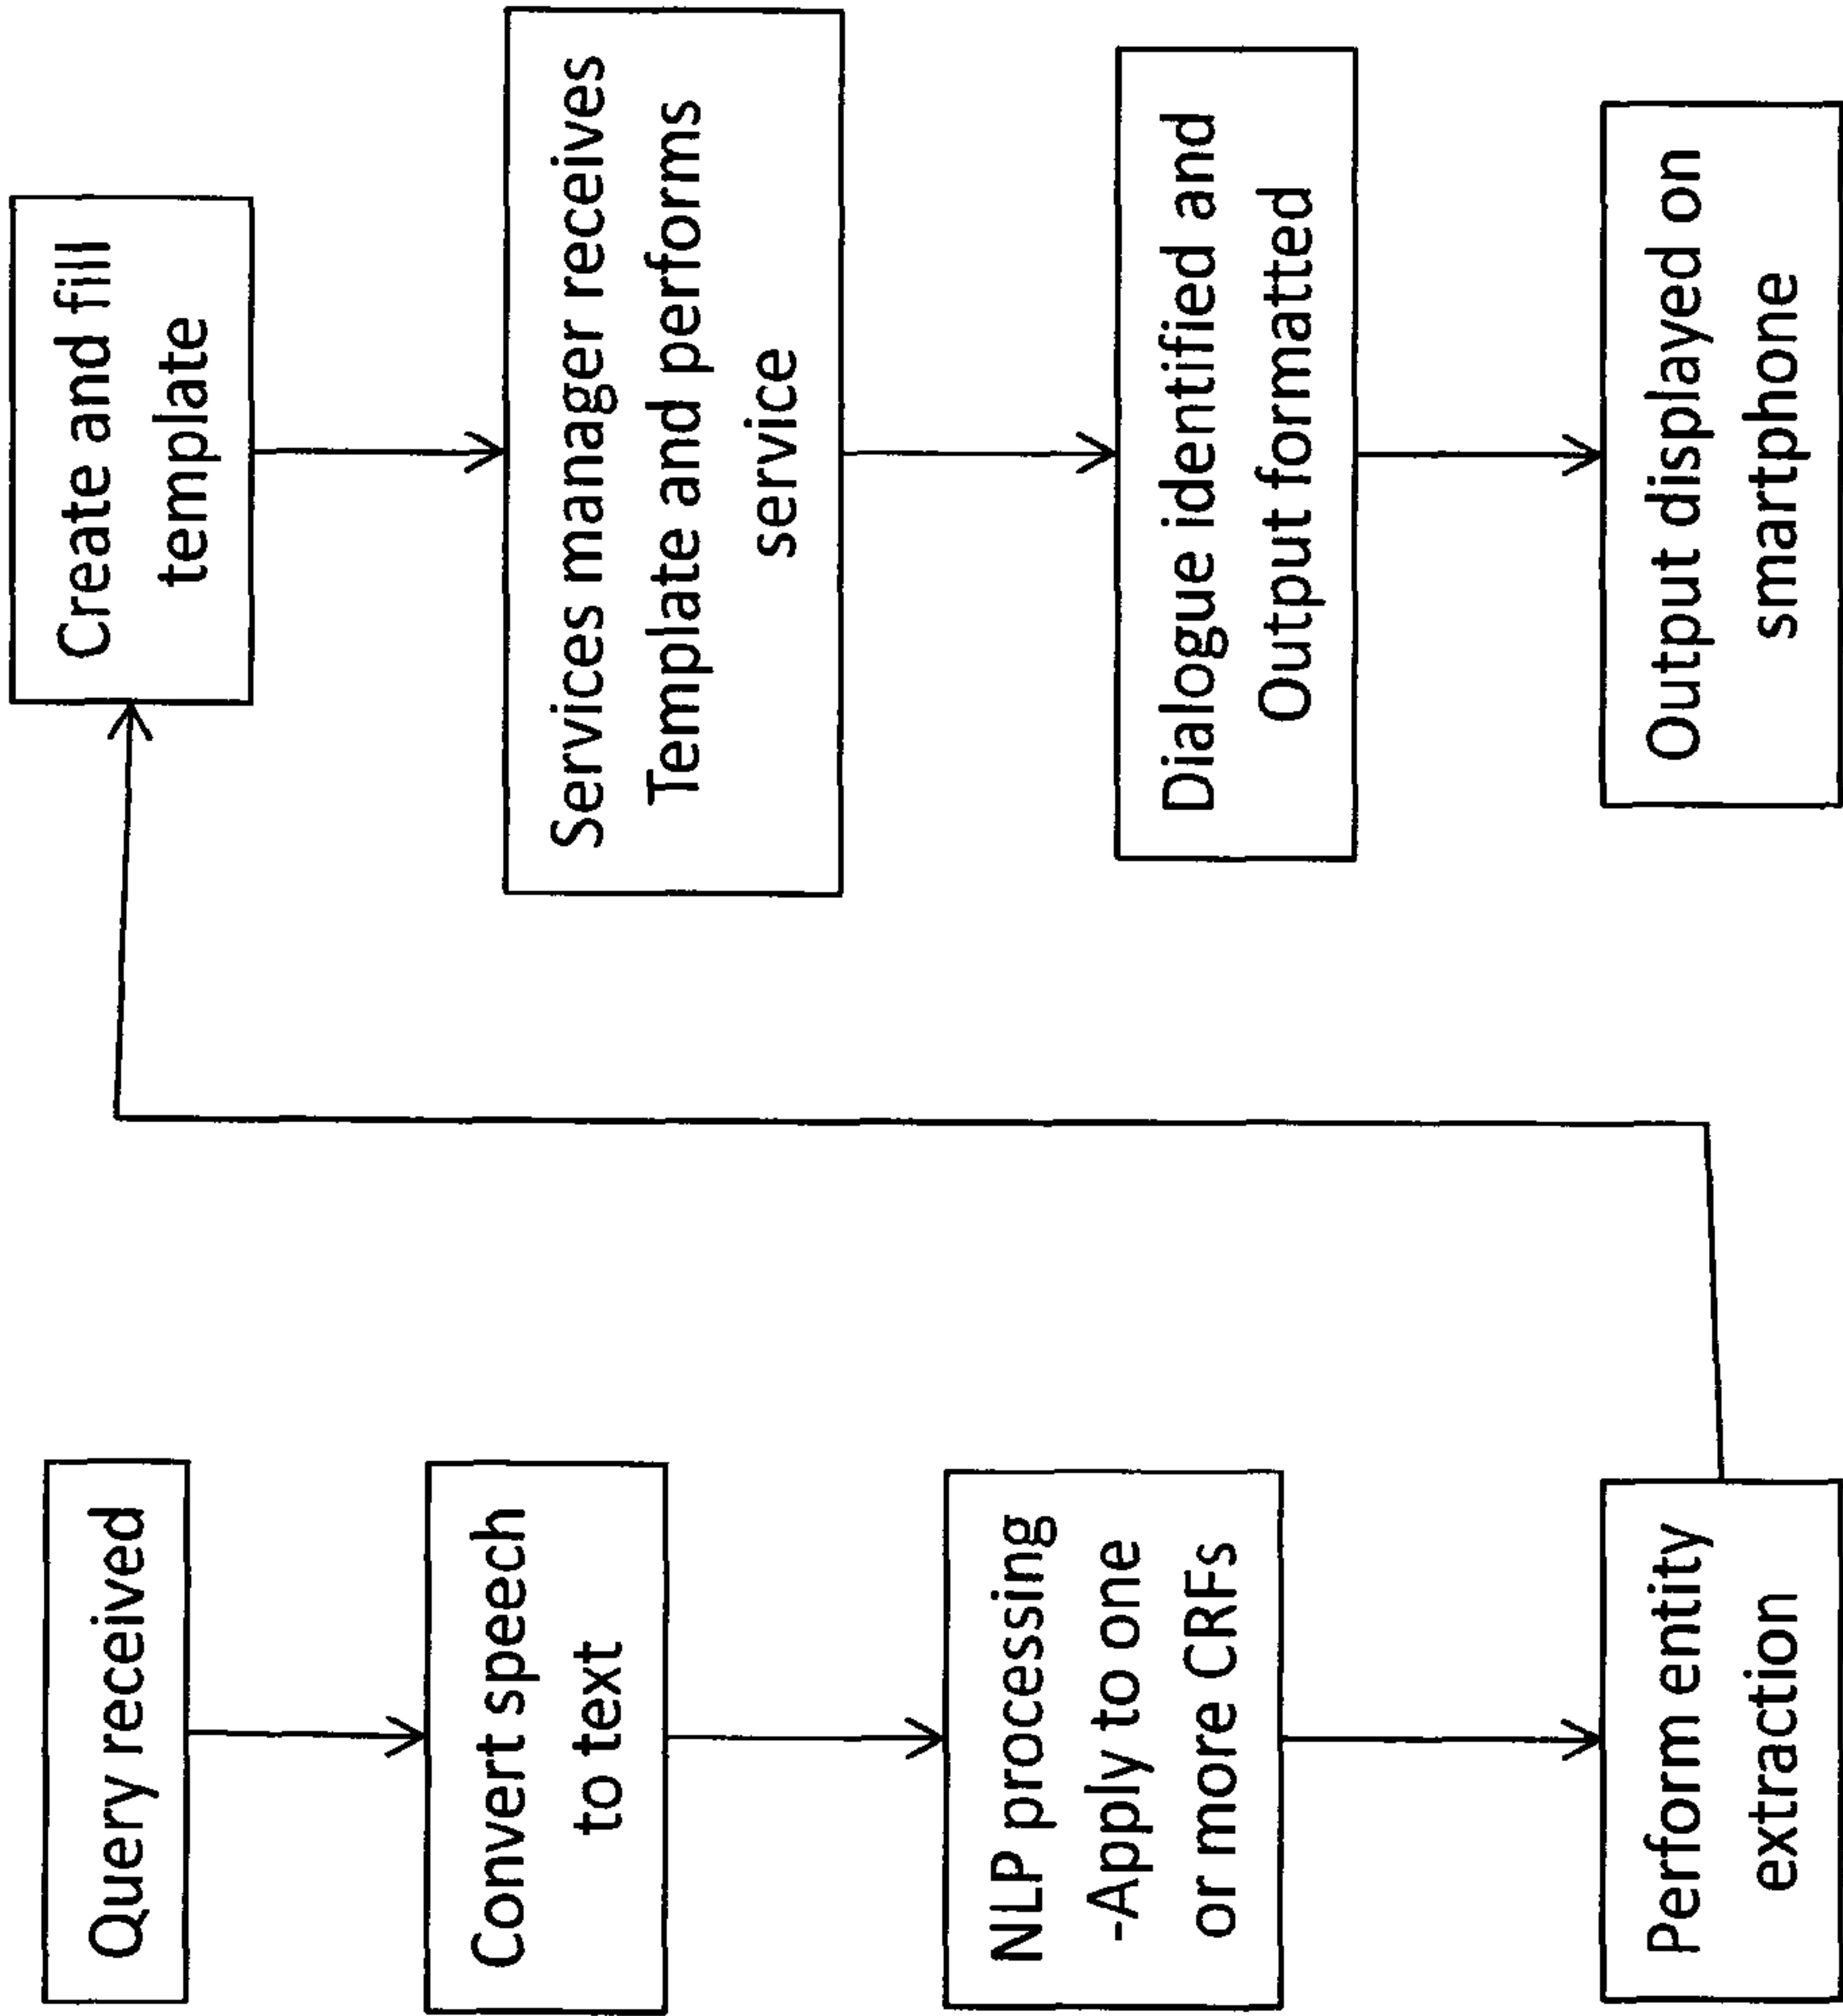 Query received
Convert speech
to text
NLP processing
-Apply to one
or more CRFs
Perform entity
extraction
Create and fill
template
Services manager receives
Template and performs
service
Dialogue identified and
Output formatted
Output displayed on
smartphone